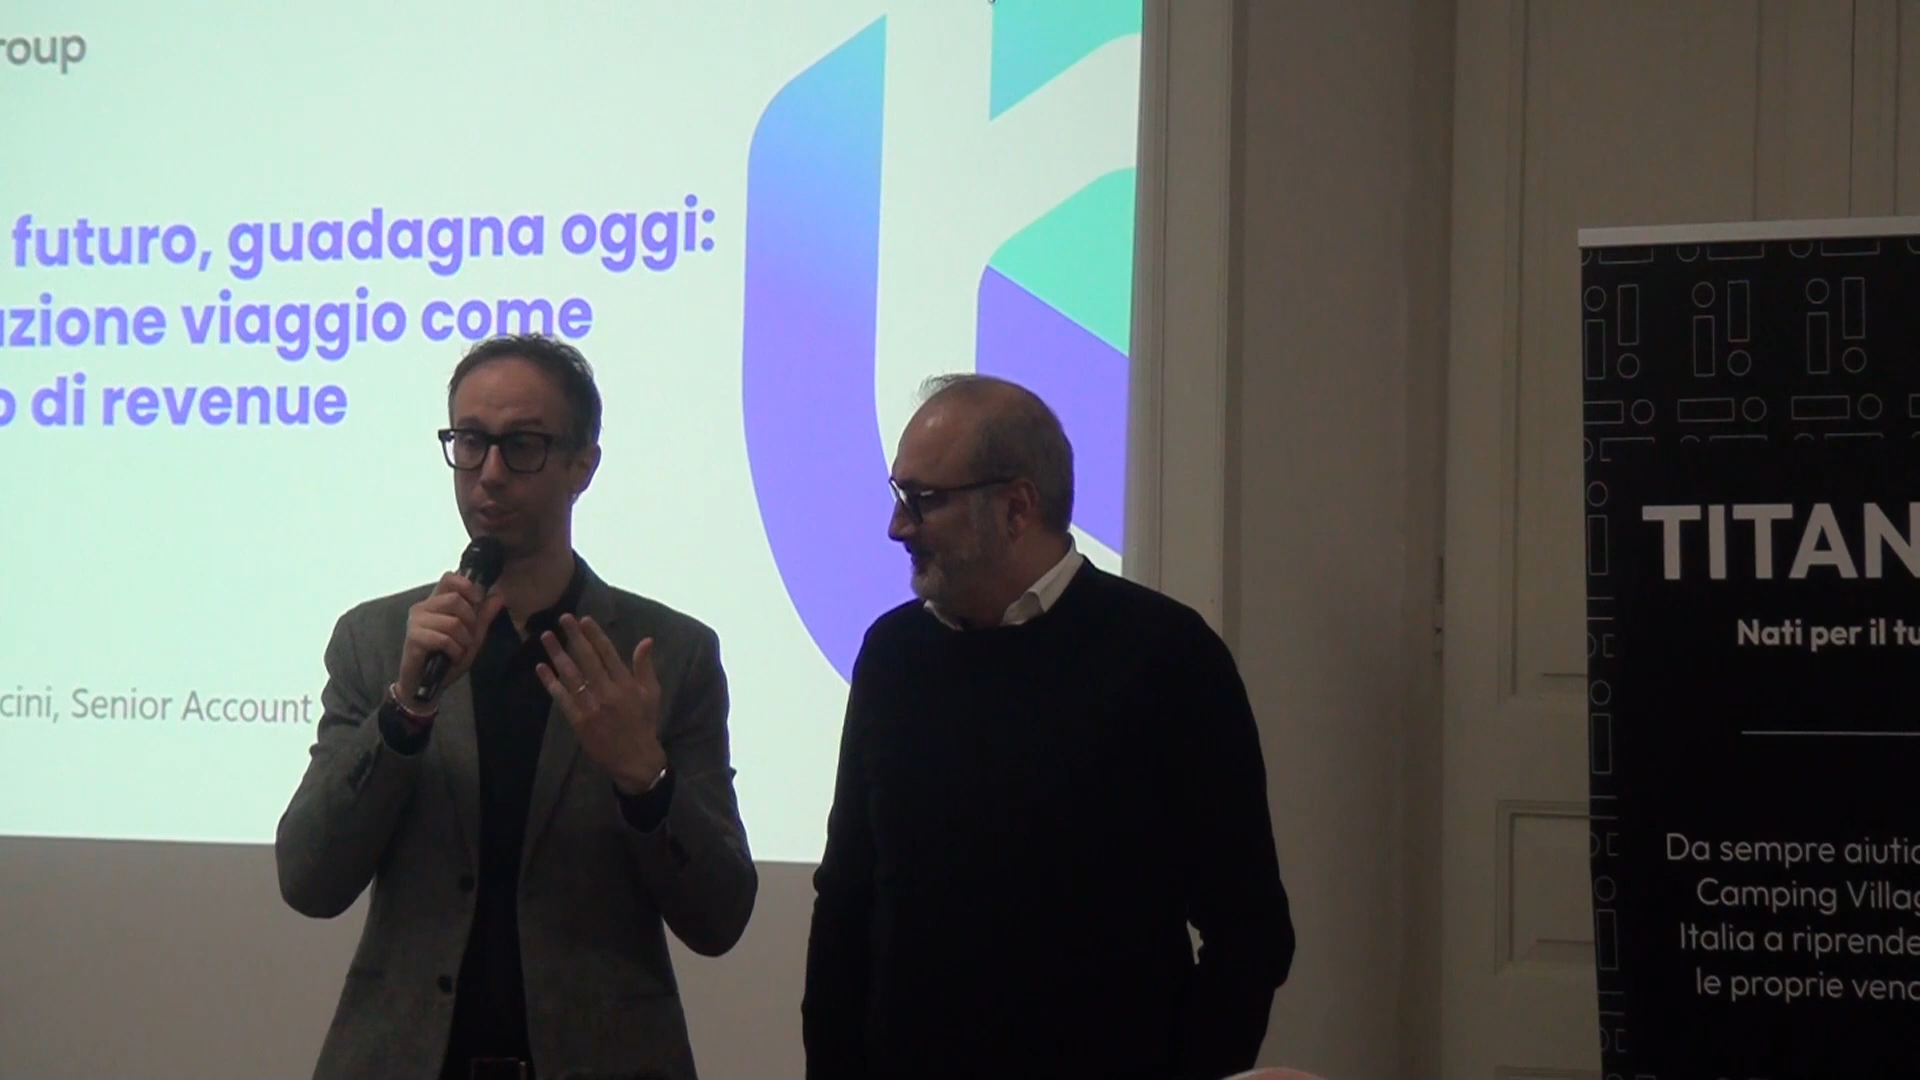 roup
futuro, guadagna oggi:
azione viaggio come
o di revenue
cini, Senior Account
TITAN
Nati per il tu
Da sempre aiutia
Camping Villag
Italia a riprende
le proprie vend